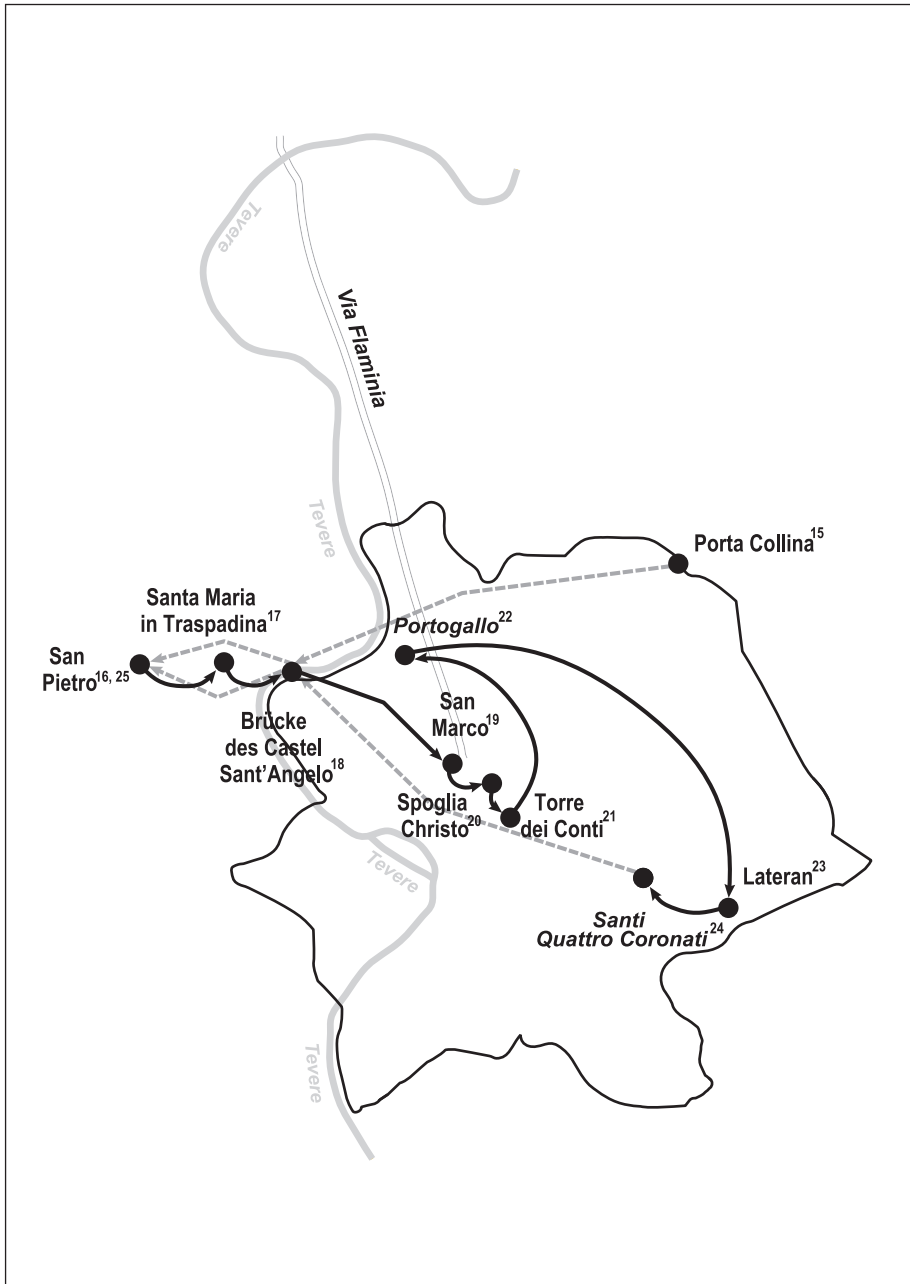 Tevere
Via Flaminia
Tevere
Porta Collina15
Santa Maria
in Traspadina17
Portogallo22
San
Pietro16, 25
San
Marco19
Brücke
des Castel
Sant'Angelo18
Spoglia
Christo20
Torre
dei Conti21
Tevere
Lateran23
Santi
Quattro Coronati24
Tevere